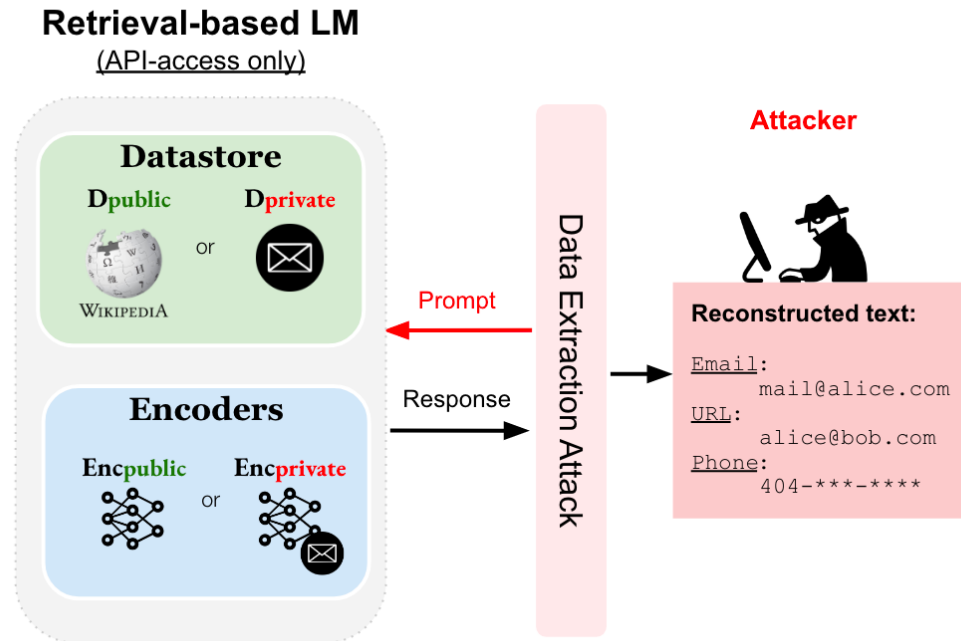 Retrieval-based LM
(API-access only)
Datastore
Dpublic
or
Dprivate
Ω W H 7
WIKIPEDIA
Encoders
Encpublic
or
Encprivate
Prompt
Response
Data Extraction Attack
Attacker
Reconstructed text:
Email:
mail@alice.com
URL:
alice@bob.com
Phone:
404-***-****